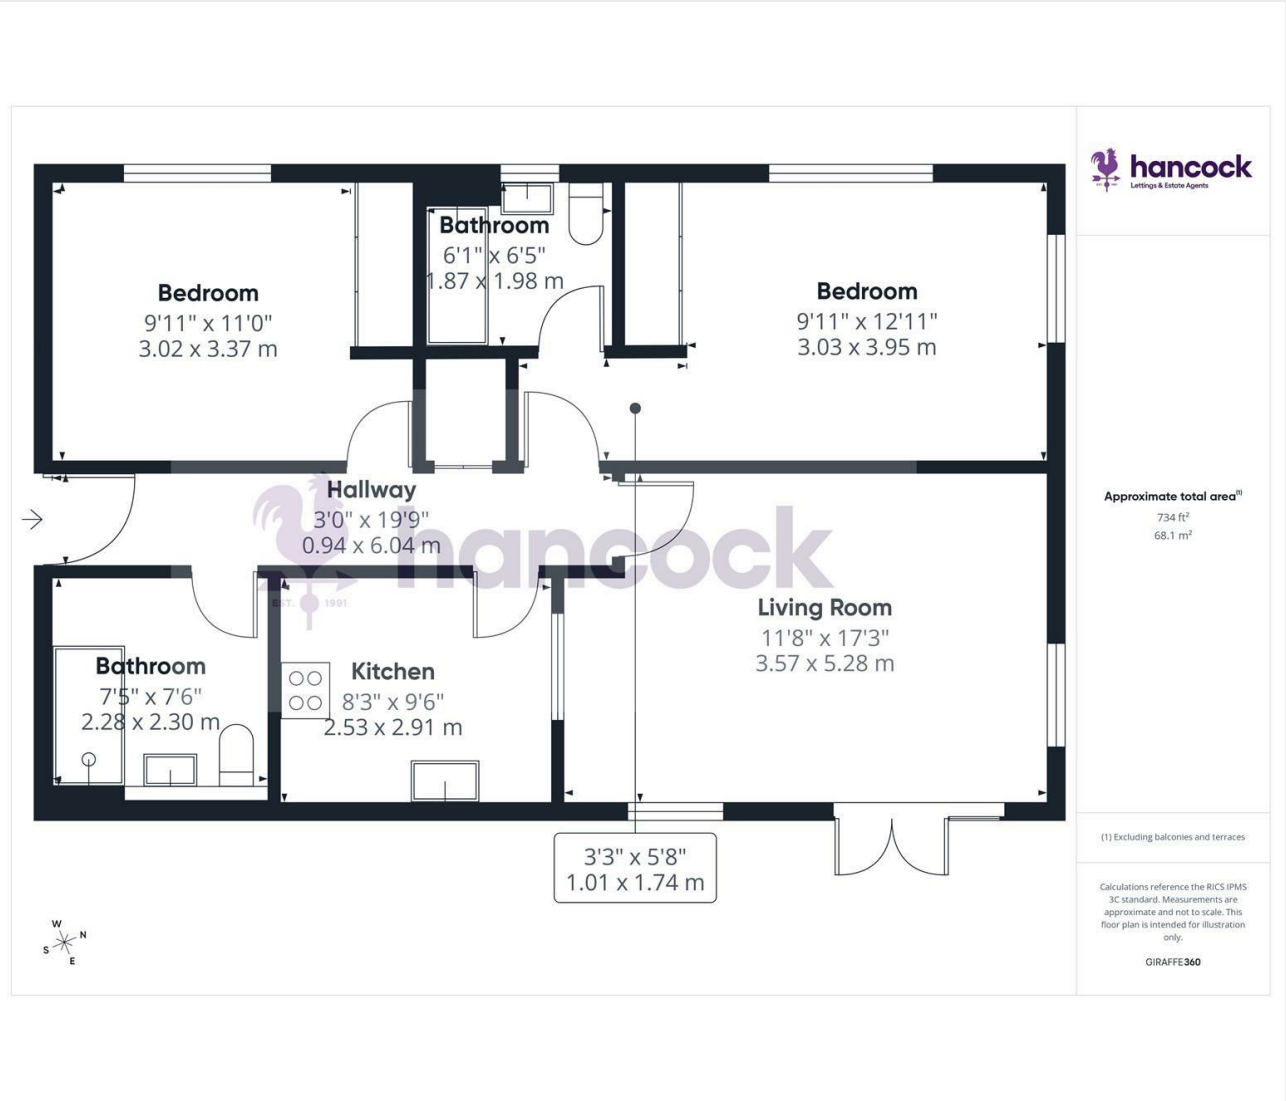 Bedroom
9'11" x 11'0"
3.02 x 3.37 m
Bathroom
6'1" x 6'5"
1.87 x 1.98 m
Bedroom
9'11" x 12'11"
3.03 x 3.95 m
Hallway
3'0" x 19'9"
0.94 x 6.04 m
hancock
EST. 1991
Bathroom
7'5" x 7'6"
2.28 x 2.30 m
Kitchen
8'3" x 9'6"
2.53 x 2.91 m
Living Room
11'8" x 17'3"
3.57 x 5.28 m
3'3" x 5'8"
1.01 x 1.74 m
W
N
S
E
hancock
Lettings & Estate Agents
Approximate total area(1)
734 ft²
68.1 m²
(1) Excluding balconies and terraces
Calculations reference the RICS IPMS
3C standard. Measurements are
approximate and not to scale. This
floor plan is intended for illustration
only.
GIRAFFE360